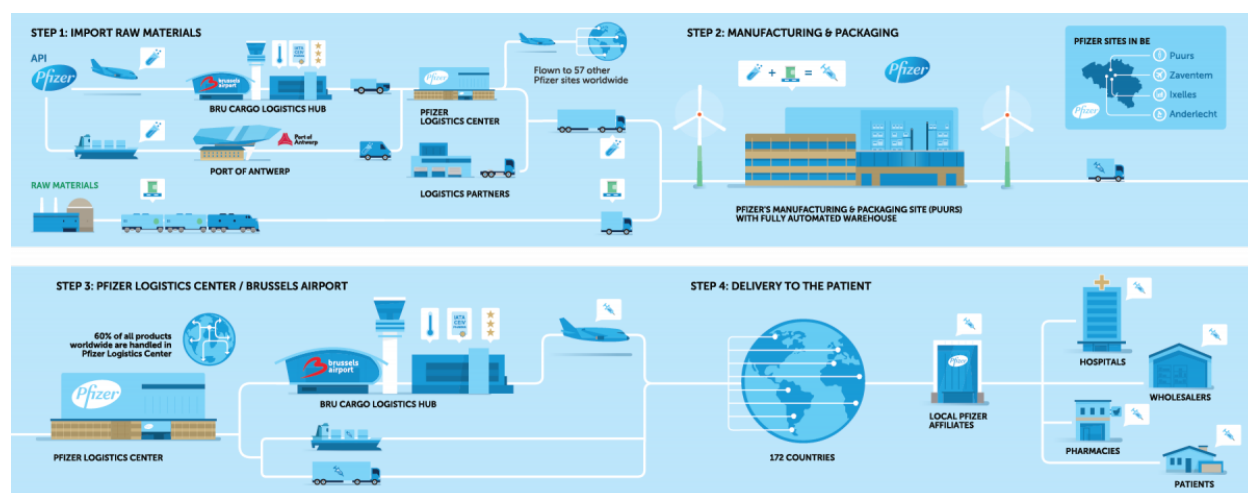 STEP 1: IMPORT RAW MATERIALS
API
Pfizer
brussels
airport
BRU CARGO LOGISTICS HUB
Port of
Antwerp
PORT OF ANTWERP
Pfizer
PFIZER
LOGISTICS CENTER
Flown to 57 other
Pfizer sites worldwide
LOGISTICS PARTNERS
RAW MATERIALS
STEP 2: MANUFACTURING & PACKAGING
+
=
Pfizer
PFIZER'S MANUFACTURING & PACKAGING SITE (PUURS)
WITH FULLY AUTOMATED WAREHOUSE
PFIZER SITES IN BE
Puurs
Zaventem
Ixelles
Anderlecht
Pfizer
STEP 3: PFIZER LOGISTICS CENTER / BRUSSELS AIRPORT
60% of all products
worldwide are handled in
Pfizer Logistics Center
Pfizer
PFIZER LOGISTICS CENTER
brussels
airport
IATA
CEIV
BRU CARGO LOGISTICS HUB
STEP 4: DELIVERY TO THE PATIENT
172 COUNTRIES
Pfizer
LOCAL PFIZER
AFFILIATES
HOSPITALS
WHOLESALERS
PHARMACIES
PATIENTS